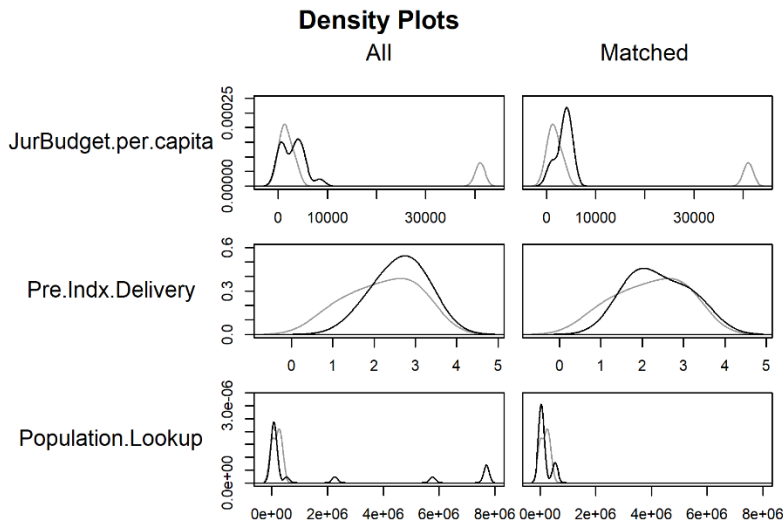 Density Plots
All Matched
JurBudget.per.capita
0.00000 0.00025
0 10000 30000
0 10000 30000
Pre.Indx.Delivery
0.0 0.3 0.6
0 1 2 3 4 5
0 1 2 3 4 5
Population.Lookup
0.0e+00 3.0e-06
0e+00 2e+06 4e+06 6e+06 8e+06
0e+00 2e+06 4e+06 6e+06 8e+06